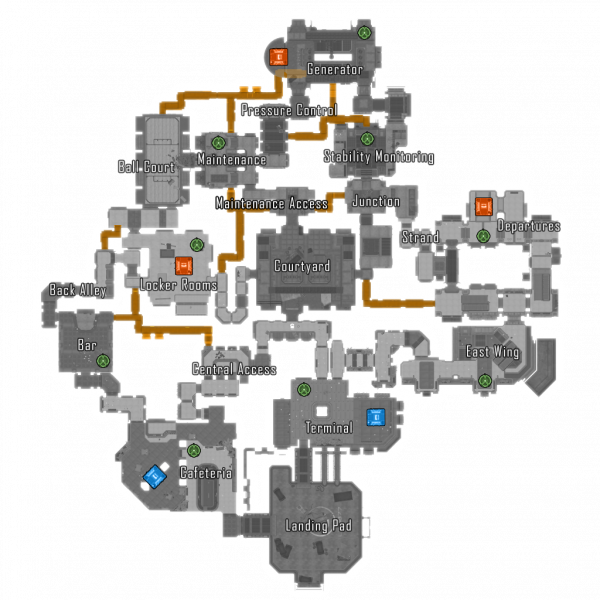 Generator
Pressure Control
Ball Court
Maintenance
Stability Monitoring
Maintenance Access
Junction
Departures
Strand
Courtyard
Locker Rooms
Back Alley
Bar
East Wing
Central Access
Terminal
Cafeteria
Landing Pad